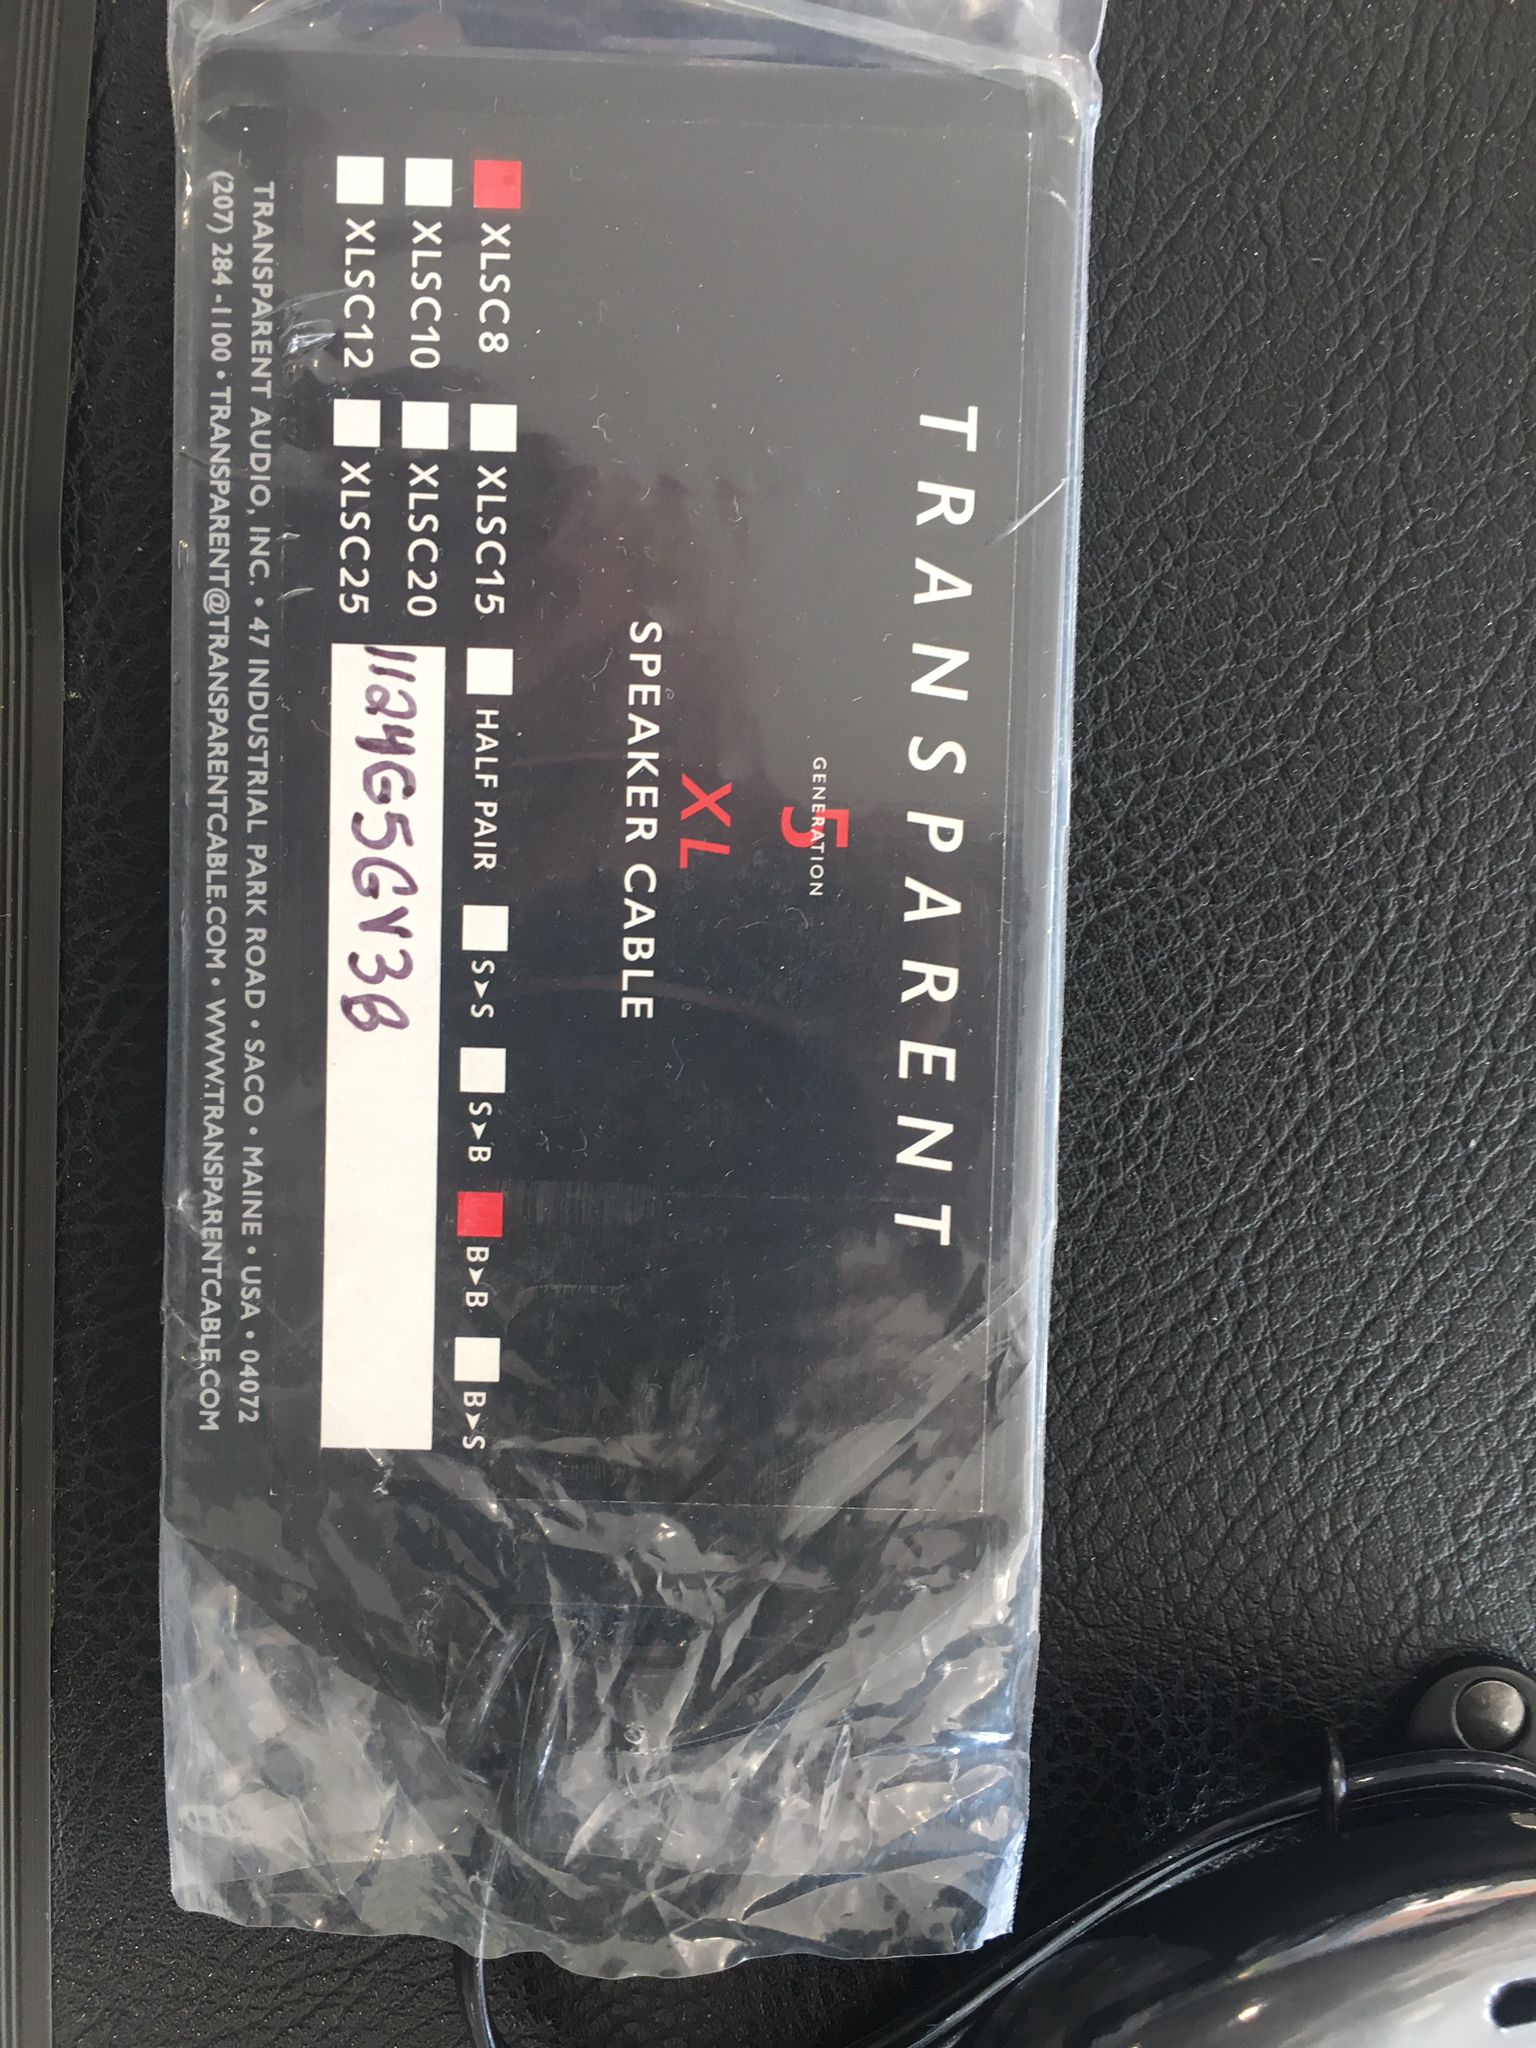 TRANSPARENT
GENERATION
5
XL
SPEAKER CABLE
XLSC8 XLSC15 HALF PAIR S➤S S➤B B➤B B➤S
XLSC10 XLSC20
XLSC12 XLSC25
TRANSPARENT AUDIO, INC. • 47 INDUSTRIAL PARK ROAD • SACO • MAINE • USA • 04072
(207) 284-1100 • TRANSPARENT@TRANSPARENTCABLE.COM • WWW.TRANSPARENTCABLE.COM